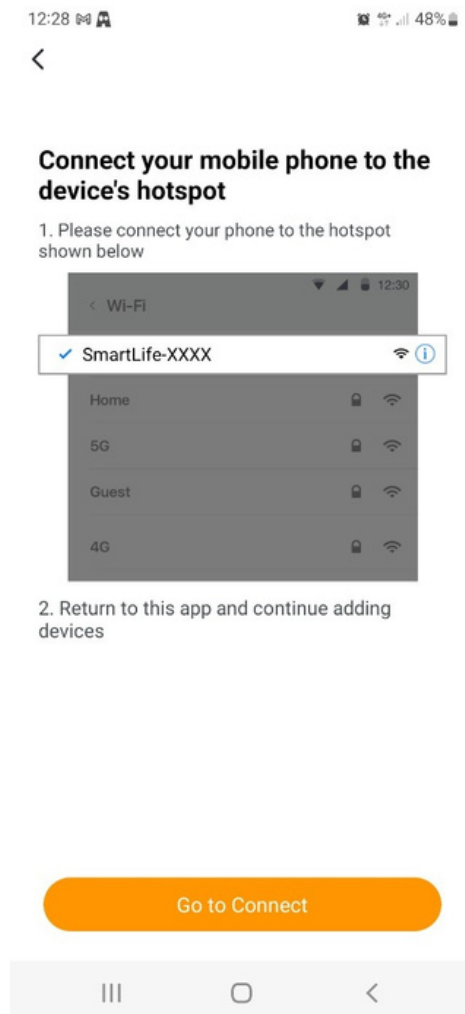 12:28 48%
Connect your mobile phone to the
device's hotspot
1. Please connect your phone to the hotspot
shown below
12:30
Wi-Fi
SmartLife-XXXX
Home
5G
Guest
4G
2. Return to this app and continue adding
devices
Go to Connect